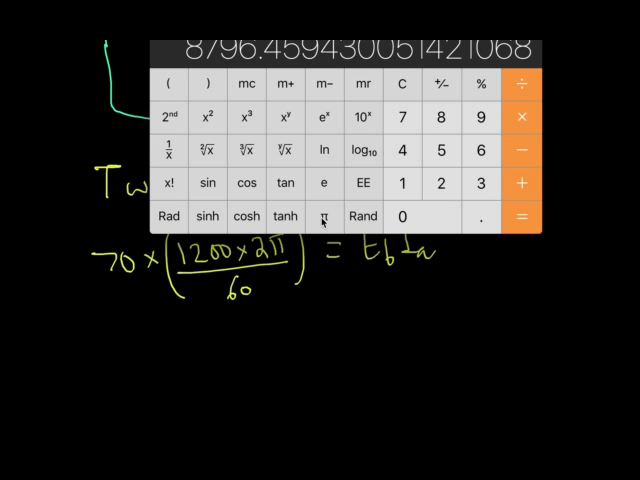 8796.459430051421068
( ) mc m+ m- mr C +/- % ÷
2nd x² x³ xʸ eˣ 10ˣ 7 8 9 ×
1/x ²√x ³√x ʸ√x ln log₁₀ 4 5 6 −
x! sin cos tan e EE 1 2 3 +
Rad sinh cosh tanh π Rand 0 . =
Tw
70 × (1200 × 2π / 60) = Eb Ia